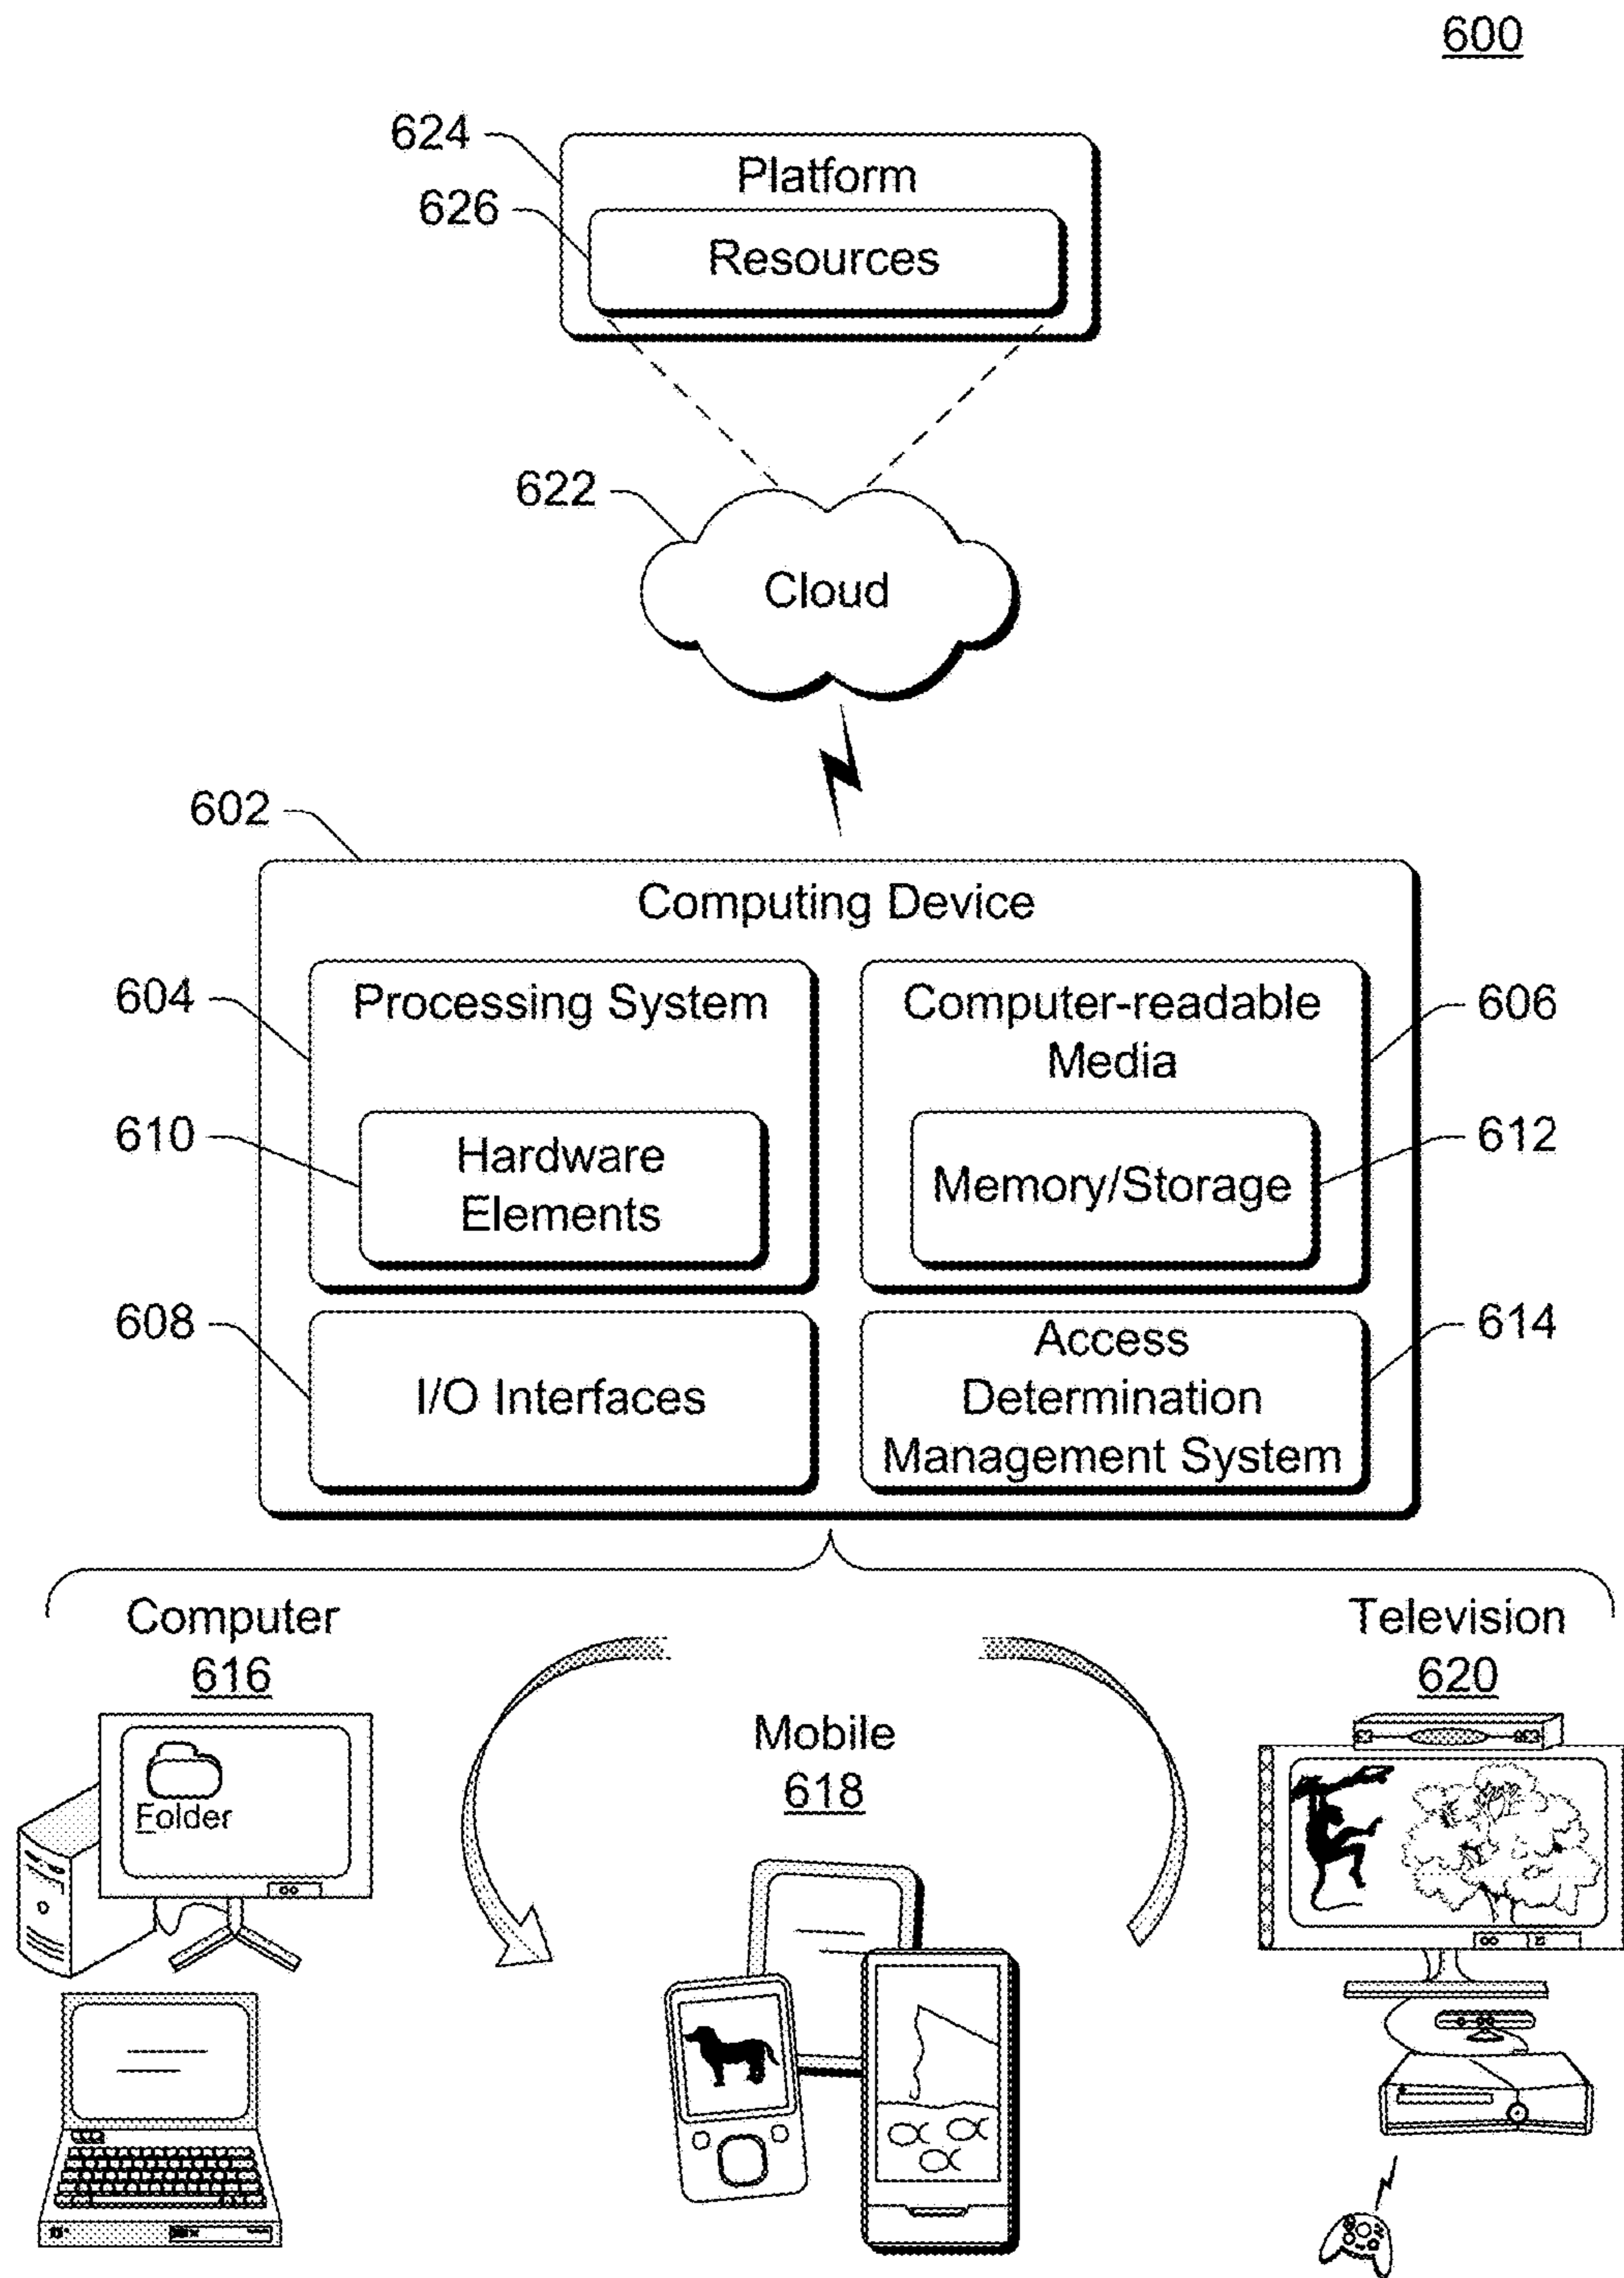 600
624
Platform
626
Resources
622
Cloud
602
Computing Device
604
Processing System
Computer-readable
Media
606
610
Hardware
Elements
Memory/Storage
612
608
I/O Interfaces
Access
Determination
Management System
614
Computer
616
Mobile
618
Television
620
Folder